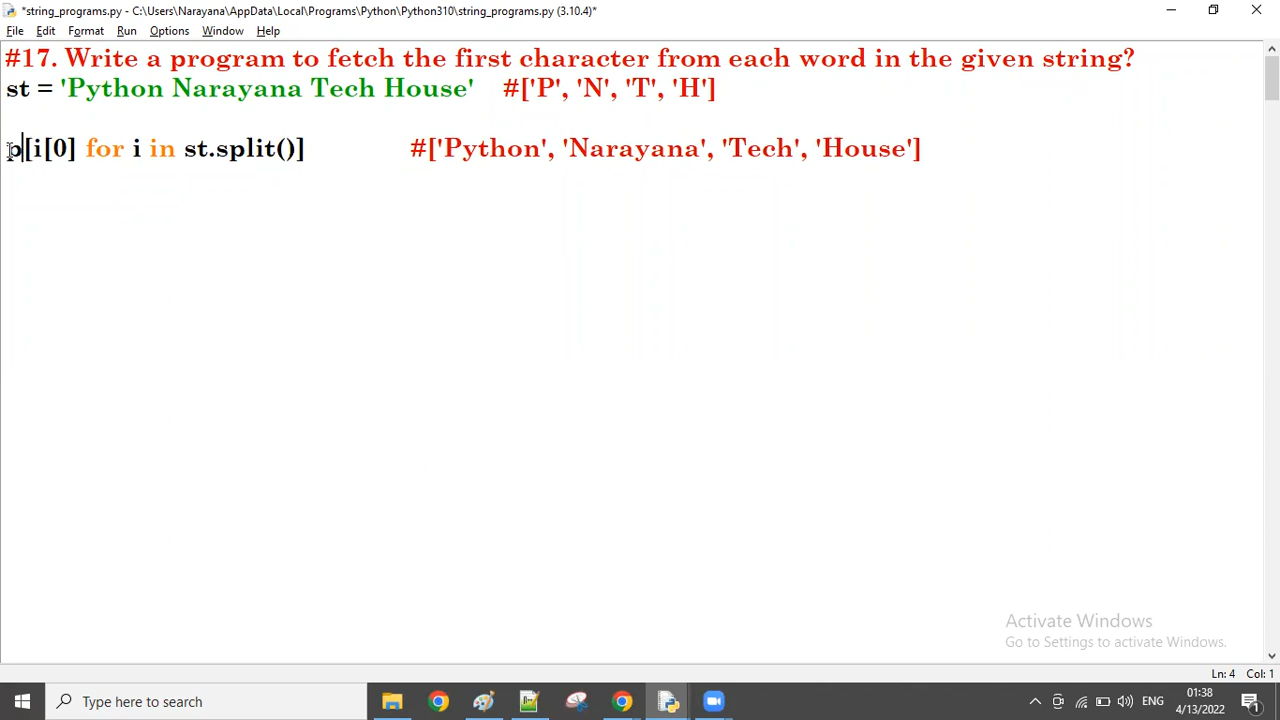 *string_programs.py - C:\Users\Narayana\AppData\Local\Programs\Python\Python310\string_programs.py (3.10.4)*
File Edit Format Run Options Window Help
#17. Write a program to fetch the first character from each word in the given string?
st = 'Python Narayana Tech House' #['P', 'N', 'T', 'H']
p[i[0] for i in st.split()] #['Python', 'Narayana', 'Tech', 'House']
Activate Windows
Go to Settings to activate Windows.
Ln: 4 Col: 1
Type here to search
ENG
01:38
4/13/2022
1